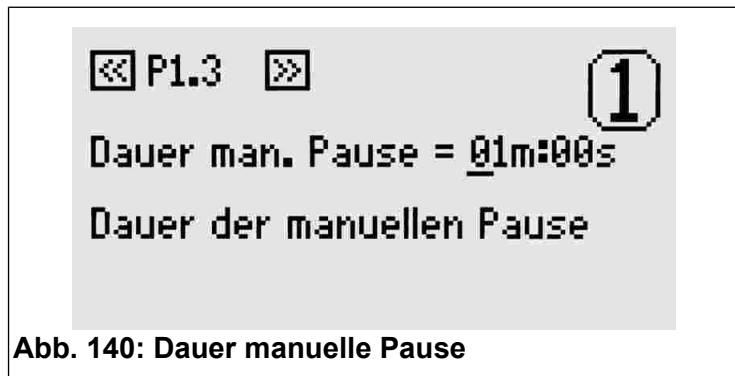 ≪ P1.3 ≫ 1
Dauer man. Pause = 01m:00s
Dauer der manuellen Pause
Abb. 140: Dauer manuelle Pause